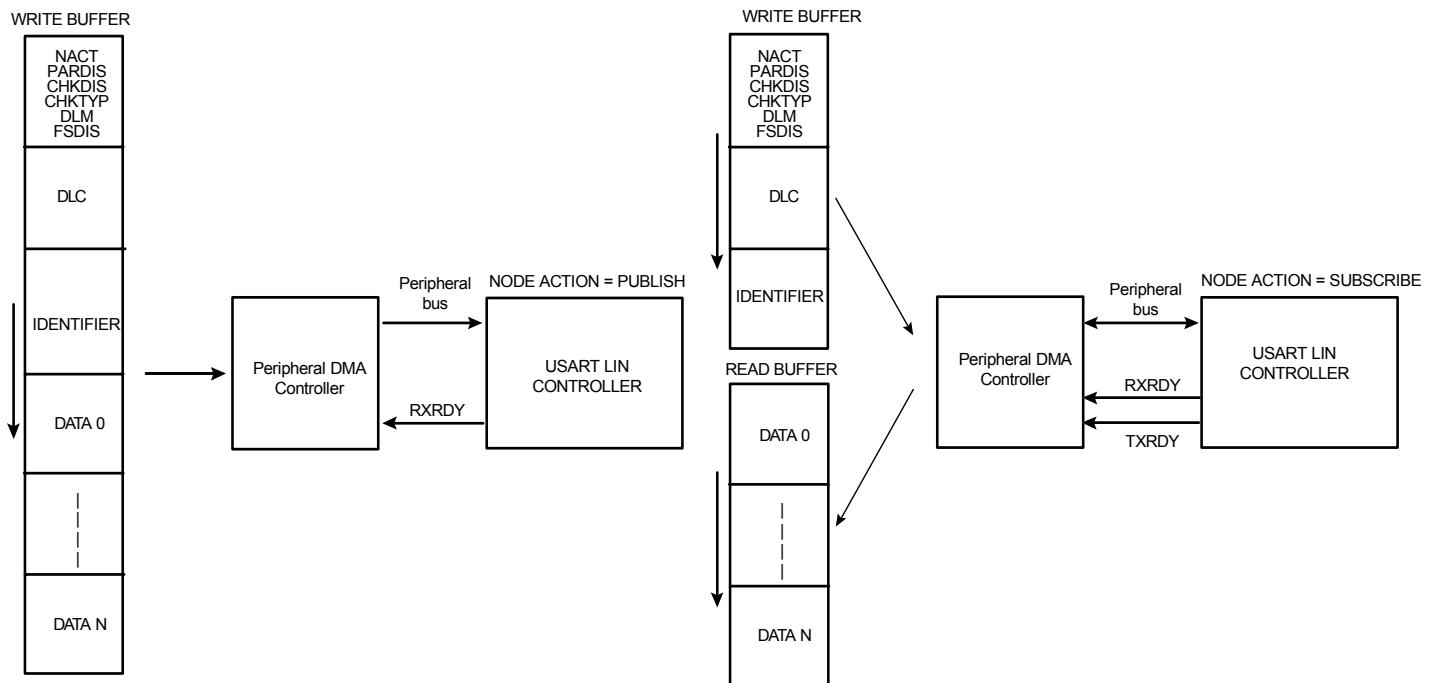 WRITE BUFFER
NACT
PARDIS
CHKDIS
CHKTYP
DLM
FSDIS
DLC
IDENTIFIER
DATA 0
DATA N
Peripheral DMA
Controller
Peripheral
bus
RXRDY
NODE ACTION = PUBLISH
USART LIN
CONTROLLER
WRITE BUFFER
NACT
PARDIS
CHKDIS
CHKTYP
DLM
FSDIS
DLC
IDENTIFIER
READ BUFFER
DATA 0
DATA N
Peripheral DMA
Controller
Peripheral
bus
RXRDY
TXRDY
NODE ACTION = SUBSCRIBE
USART LIN
CONTROLLER